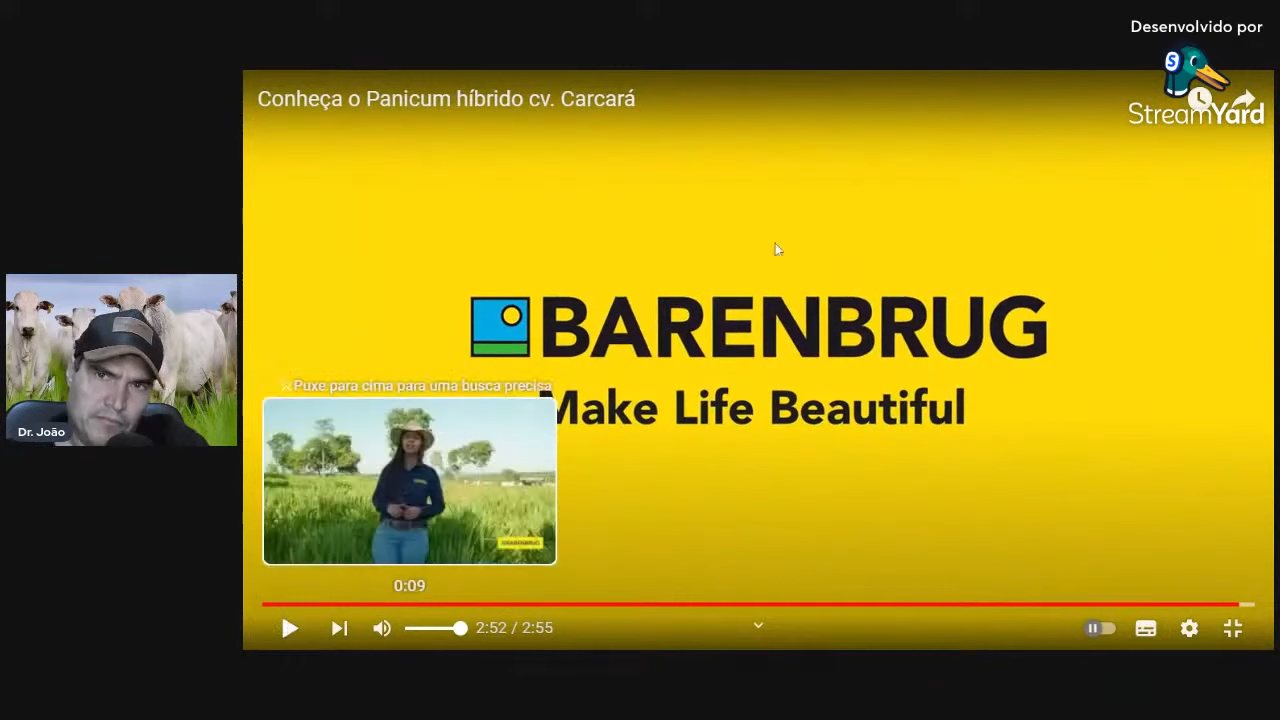 Desenvolvido por
StreamYard
Conheça o Panicum híbrido cv. Carcará
BARENBRUG
Make Life Beautiful
Puxe para cima para uma busca precisa
Dr. João
BARENBRUG
0:09
2:52 / 2:55